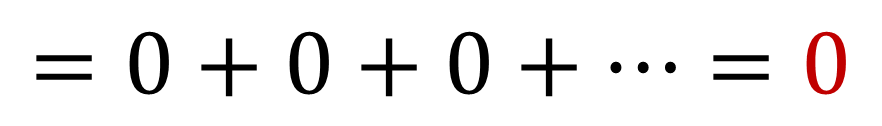 = 0 + 0 + 0 + ⋯ = 0